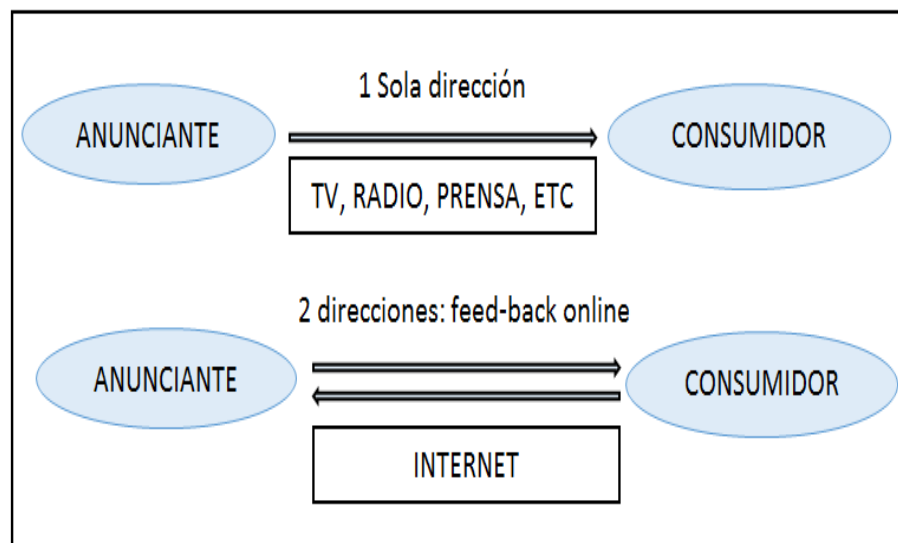 1 Sola dirección
ANUNCIANTE
CONSUMIDOR
TV, RADIO, PRENSA, ETC
2 direcciones: feed-back online
ANUNCIANTE
CONSUMIDOR
INTERNET